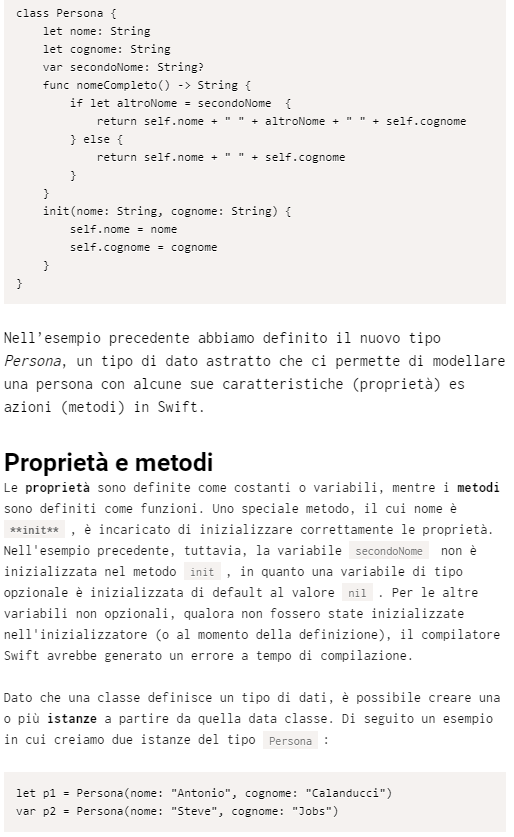 class Persona {
    let nome: String
    let cognome: String
    var secondoNome: String?
    func nomeCompleto() -> String {
        if let altroNome = secondoNome  {
            return self.nome + " " + altroNome + " " + self.cognome
        } else {
            return self.nome + " " + self.cognome
        }
    }
    init(nome: String, cognome: String) {
        self.nome = nome
        self.cognome = cognome
    }
}
Nell’esempio precedente abbiamo definito il nuovo tipo
Persona, un tipo di dato astratto che ci permette di modellare
una persona con alcune sue caratteristiche (proprietà) es
azioni (metodi) in Swift.
Proprietà e metodi
Le proprietà sono definite come costanti o variabili, mentre i metodi
sono definiti come funzioni. Uno speciale metodo, il cui nome è
**init** , è incaricato di inizializzare correttamente le proprietà.
Nell'esempio precedente, tuttavia, la variabile secondoNome non è
inizializzata nel metodo init , in quanto una variabile di tipo
opzionale è inizializzata di default al valore nil . Per le altre
variabili non opzionali, qualora non fossero state inizializzate
nell'inizializzatore (o al momento della definizione), il compilatore
Swift avrebbe generato un errore a tempo di compilazione.
Dato che una classe definisce un tipo di dati, è possibile creare una
o più istanze a partire da quella data classe. Di seguito un esempio
in cui creiamo due istanze del tipo Persona :
let p1 = Persona(nome: "Antonio", cognome: "Calanducci")
var p2 = Persona(nome: "Steve", cognome: "Jobs")